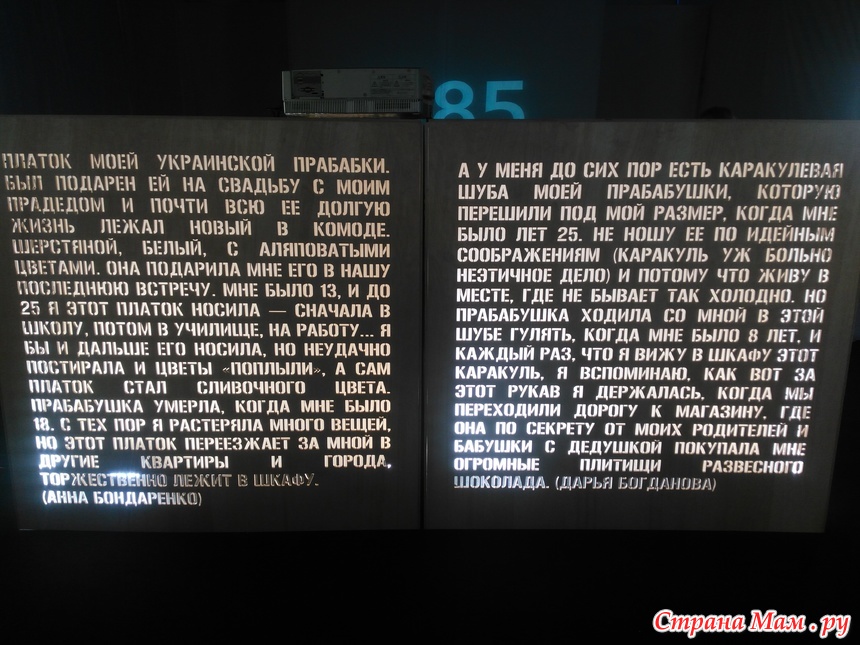 85
ПЛАТОК МОЕЙ УКРАИНСКОЙ ПРАБАБКИ.
БЫЛ ПОДАРЕН ЕЙ НА СВАДЬБУ С МОИМ
ПРАДЕДОМ И ПОЧТИ ВСЮ ЕЕ ДОЛГУЮ
ЖИЗНЬ ЛЕЖАЛ НОВЫЙ В КОМОДЕ.
ШЕРСТЯНОЙ, БЕЛЫЙ, С АЛЯПОВАТЫМИ
ЦВЕТАМИ. ОНА ПОДАРИЛА МНЕ ЕГО В НАШУ
ПОСЛЕДНЮЮ ВСТРЕЧУ. МНЕ БЫЛО 13, И ДО
25 Я ЭТОТ ПЛАТОК НОСИЛА — СНАЧАЛА В
ШКОЛУ, ПОТОМ В УЧИЛИЩЕ, НА РАБОТУ... Я
БЫ И ДАЛЬШЕ ЕГО НОСИЛА, НО НЕУДАЧНО
ПОСТИРАЛА И ЦВЕТЫ «ПОПЛЫЛИ», А САМ
ПЛАТОК СТАЛ СЛИВОЧНОГО ЦВЕТА.
ПРАБАБУШКА УМЕРЛА, КОГДА МНЕ БЫЛО
18. С ТЕХ ПОР Я РАСТЕРЯЛА МНОГО ВЕЩЕЙ,
НО ЭТОТ ПЛАТОК ПЕРЕЕЗЖАЕТ ЗА МНОЙ В
ДРУГИЕ КВАРТИРЫ И ГОРОДА,
ТОРЖЕСТВЕННО ЛЕЖИТ В ШКАФУ.
(АННА БОНДАРЕНКО)
А У МЕНЯ ДО СИХ ПОР ЕСТЬ КАРАКУЛЕВАЯ
ШУБА МОЕЙ ПРАБАБУШКИ, КОТОРУЮ
ПЕРЕШИЛИ ПОД МОЙ РАЗМЕР, КОГДА МНЕ
БЫЛО ЛЕТ 25. НЕ НОШУ ЕЕ ПО ИДЕЙНЫМ
СООБРАЖЕНИЯМ (КАРАКУЛЬ УЖ БОЛЬНО
НЕЭТИЧНОЕ ДЕЛО) И ПОТОМУ ЧТО ЖИВУ В
МЕСТЕ, ГДЕ НЕ БЫВАЕТ ТАК ХОЛОДНО. НО
ПРАБАБУШКА ХОДИЛА СО МНОЙ В ЭТОЙ
ШУБЕ ГУЛЯТЬ, КОГДА МНЕ БЫЛО 8 ЛЕТ. И
КАЖДЫЙ РАЗ, ЧТО Я ВИЖУ В ШКАФУ ЭТОТ
КАРАКУЛЬ, Я ВСПОМИНАЮ, КАК ВОТ ЗА
ЭТОТ РУКАВ Я ДЕРЖАЛАСЬ, КОГДА МЫ
ПЕРЕХОДИЛИ ДОРОГУ К МАГАЗИНУ, ГДЕ
ОНА ПО СЕКРЕТУ ОТ МОИХ РОДИТЕЛЕЙ И
БАБУШКИ С ДЕДУШКОЙ ПОКУПАЛА МНЕ
ОГРОМНЫЕ ПЛИТИЩИ РАЗВЕСНОГО
ШОКОЛАДА. (ДАРЬЯ БОГДАНОВА)
Страна Мам.ру